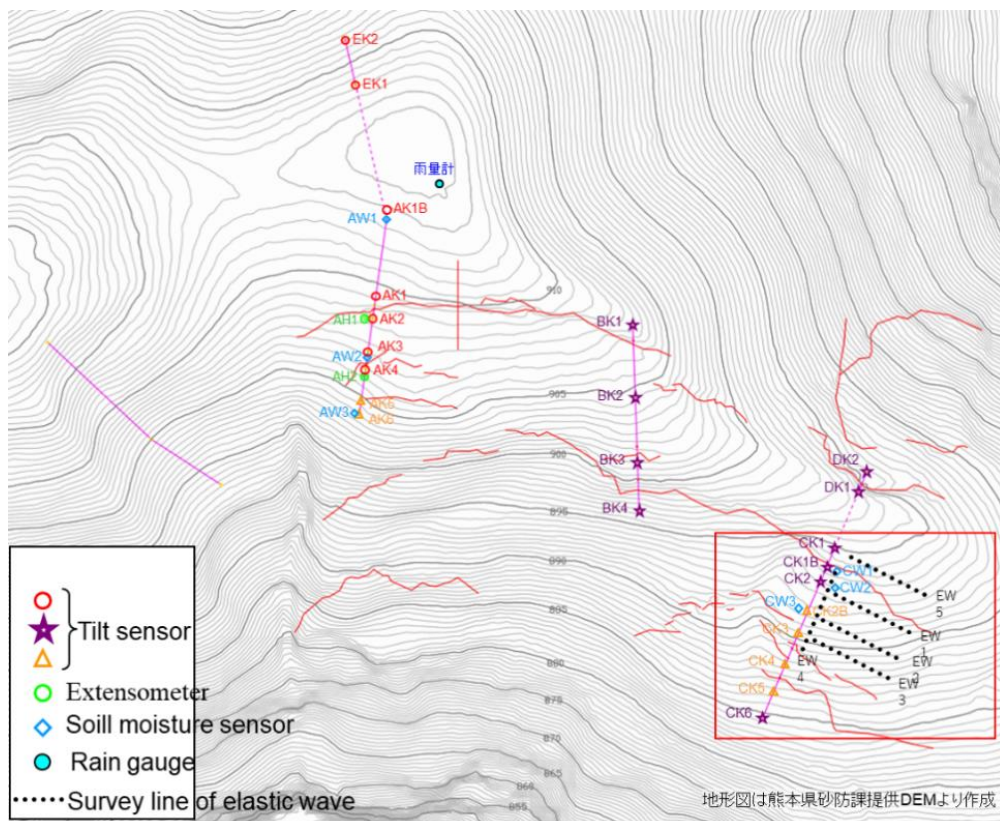 EK2
EK1
雨量計
AK1B
AW1
AK1
910
AH1
AK2
BK1
AK3
AW2
AK4
AH2
BK2
905
AK5
AW3
AK6
900
BK3
DK2
DK1
BK4
895
CK1
890
CK1B
CW1
CK2
CW2
EW
5
CW3
CK2B
885
CK3
EW
1
880
CK4
EW
4
EW
2
875
CK5
EW
3
CK6
870
865
860
855
Tilt sensor
Extensometer
Soill moisture sensor
Rain gauge
Survey line of elastic wave
地形図は熊本県砂防課提供DEMより作成